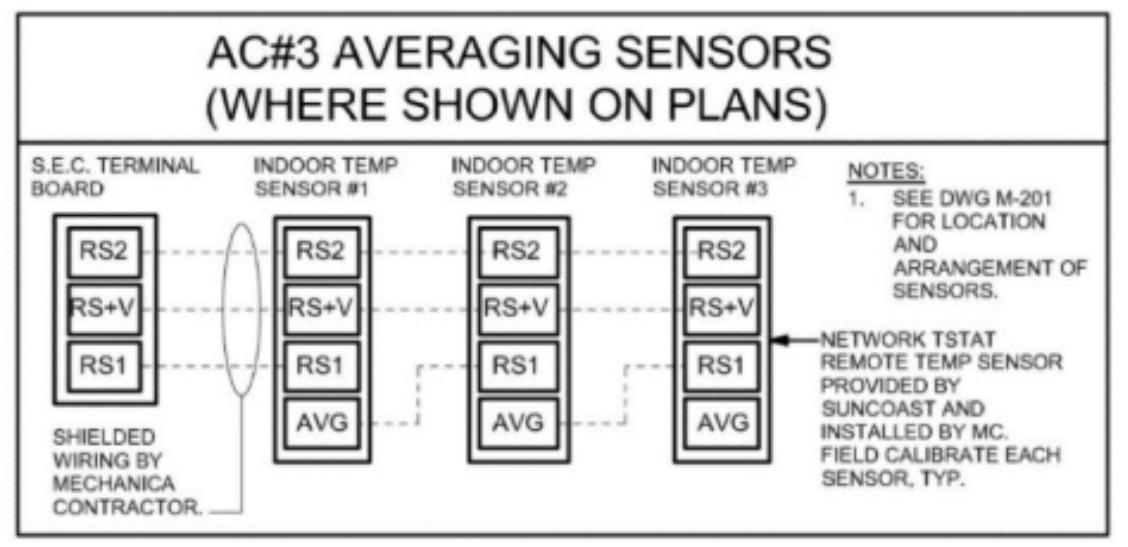 AC#3 AVERAGING SENSORS
(WHERE SHOWN ON PLANS)
S.E.C. TERMINAL
BOARD
RS2
RS+V
RS1
SHIELDED
WIRING BY
MECHANICA
CONTRACTOR.
INDOOR TEMP
SENSOR #1
RS2
RS+V
RS1
AVG
INDOOR TEMP
SENSOR #2
RS2
RS+V
RS1
AVG
INDOOR TEMP
SENSOR #3
RS2
RS+V
RS1
AVG
NOTES:
1. SEE DWG M-201
FOR LOCATION
AND
ARRANGEMENT OF
SENSORS.
NETWORK TSTAT
REMOTE TEMP SENSOR
PROVIDED BY
SUNCOAST AND
INSTALLED BY MC.
FIELD CALIBRATE EACH
SENSOR, TYP.